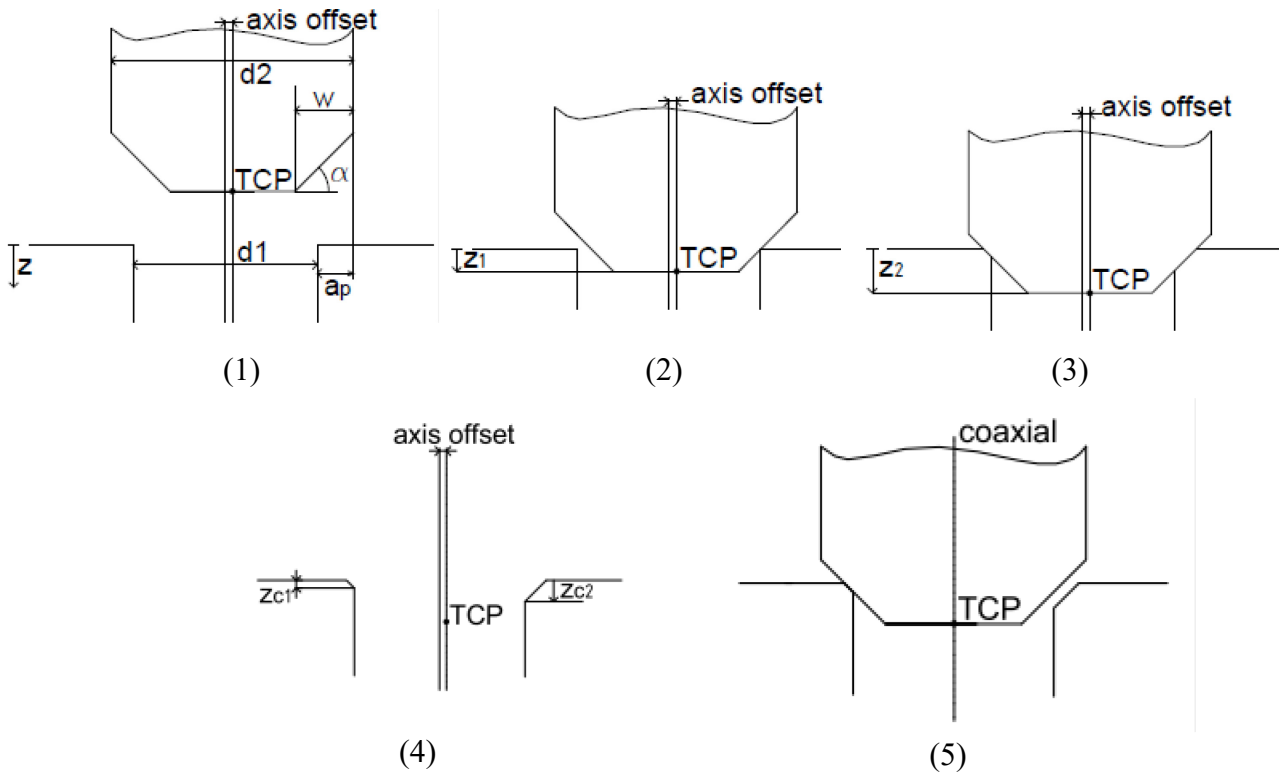 axis offset
d2
w
α
TCP
d1
z
ap
(1)
axis offset
z1
TCP
(2)
axis offset
z2
TCP
(3)
axis offset
zc1
zc2
TCP
(4)
coaxial
TCP
(5)